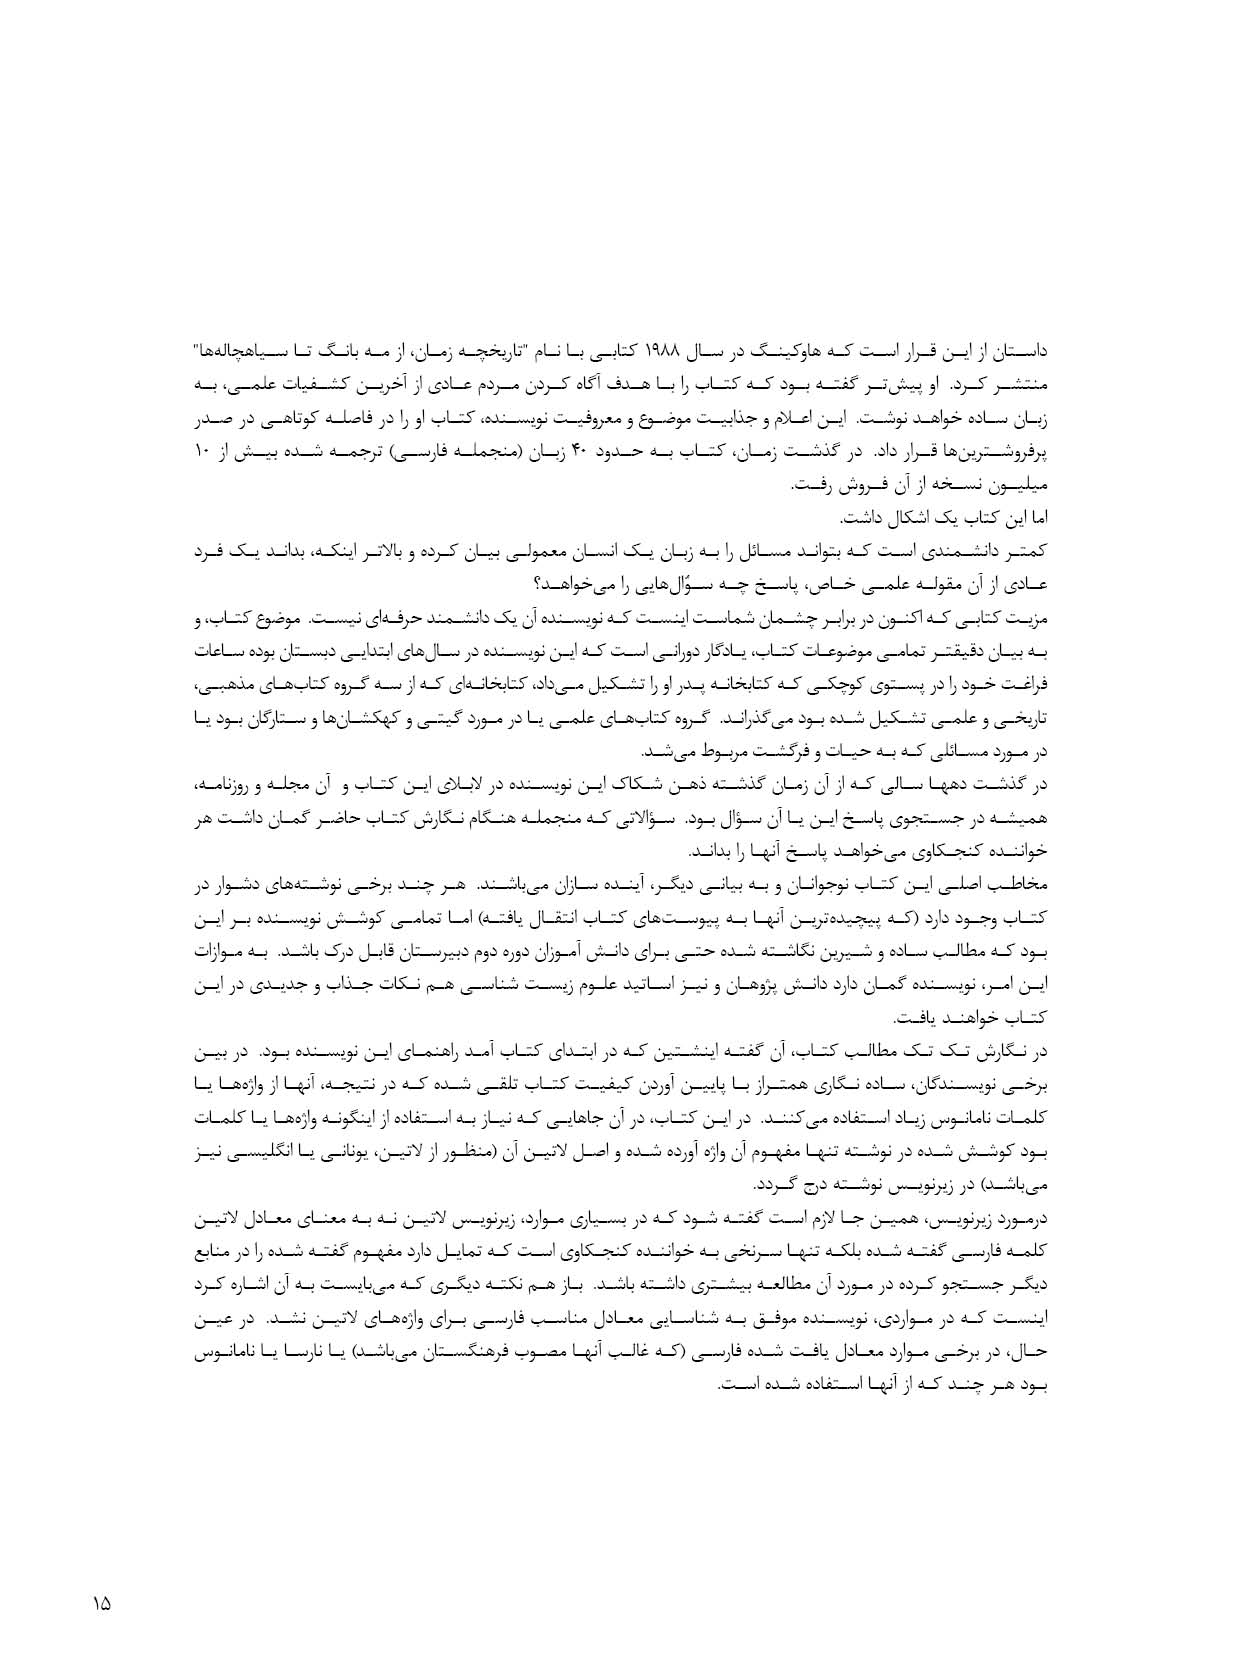 داستان از این قرار است که هاوکینگ در سال ۱۹۸۸ کتابی با نام "تاریخچه زمان، از مه بانگ تا سیاهچاله‌ها"
منتشر کرد. او پیش‌تر گفته بود که کتاب را با هدف آگاه کردن مردم عادی از آخرین کشفیات علمی، به
زبان ساده خواهد نوشت. این اعلام و جذابیت موضوع و معروفیت نویسنده، کتاب او را در فاصله کوتاهی در صدر
پرفروشترین‌ها قرار داد. در گذشت زمان، کتاب به حدود ۴۰ زبان (منجمله فارسی) ترجمه شده بیش از ۱۰
میلیون نسخه از آن فروش رفت.
اما این کتاب یک اشکال داشت.
کمتر دانشمندی است که بتواند مسائل را به زبان یک انسان معمولی بیان کرده و بالاتر اینکه، بداند یک فرد
عادی از آن مقوله علمی خاص، پاسخ چه سؤال‌هایی را می‌خواهد؟
مزیت کتابی که اکنون در برابر چشمان شماست اینست که نویسنده آن یک دانشمند حرفه‌ای نیست. موضوع کتاب، و
به بیان دقیقتر تمامی موضوعات کتاب، یادگار دورانی است که این نویسنده در سال‌های ابتدایی دبستان بوده ساعات
فراغت خود را در پستوی کوچکی که کتابخانه پدر او را تشکیل می‌داد، کتابخانه‌ای که از سه گروه کتاب‌های مذهبی،
تاریخی و علمی تشکیل شده بود می‌گذراند. گروه کتاب‌های علمی یا در مورد گیتی و کهکشان‌ها و ستارگان بود یا
در مورد مسائلی که به حیات و فرگشت مربوط می‌شد.
در گذشت دهها سالی که از آن زمان گذشته ذهن شکاک این نویسنده در لابلای این کتاب و آن مجله و روزنامه،
همیشه در جستجوی پاسخ این یا آن سؤال بود. سؤالاتی که منجمله هنگام نگارش کتاب حاضر گمان داشت هر
خواننده کنجکاوی می‌خواهد پاسخ آنها را بداند.
مخاطب اصلی این کتاب نوجوانان و به بیانی دیگر، آینده سازان می‌باشند. هر چند برخی نوشته‌های دشوار در
کتاب وجود دارد (که پیچیده‌ترین آنها به پیوست‌های کتاب انتقال یافته) اما تمامی کوشش نویسنده بر این
بود که مطالب ساده و شیرین نگاشته شده حتی برای دانش آموزان دوره دوم دبیرستان قابل درک باشد. به موازات
این امر، نویسنده گمان دارد دانش پژوهان و نیز اساتید علوم زیست شناسی هم نکات جذاب و جدیدی در این
کتاب خواهند یافت.
در نگارش تک تک مطالب کتاب، آن گفته اینشتین که در ابتدای کتاب آمد راهنمای این نویسنده بود. در بین
برخی نویسندگان، ساده نگاری همتراز با پایین آوردن کیفیت کتاب تلقی شده که در نتیجه، آنها از واژه‌ها یا
کلمات نامانوس زیاد استفاده می‌کنند. در این کتاب، در آن جاهایی که نیاز به استفاده از اینگونه واژه‌ها یا کلمات
بود کوشش شده در نوشته تنها مفهوم آن واژه آورده شده و اصل لاتین آن (منظور از لاتین، یونانی یا انگلیسی نیز
می‌باشد) در زیرنویس نوشته درج گردد.
درمورد زیرنویس، همین جا لازم است گفته شود که در بسیاری موارد، زیرنویس لاتین نه به معنای معادل لاتین
کلمه فارسی گفته شده بلکه تنها سرنخی به خواننده کنجکاوی است که تمایل دارد مفهوم گفته شده را در منابع
دیگر جستجو کرده در مورد آن مطالعه بیشتری داشته باشد. باز هم نکته دیگری که می‌بایست به آن اشاره کرد
اینست که در مواردی، نویسنده موفق به شناسایی معادل مناسب فارسی برای واژه‌های لاتین نشد. در عین
حال، در برخی موارد معادل یافت شده فارسی (که غالب آنها مصوب فرهنگستان می‌باشد) یا نارسا یا نامانوس
بود هر چند که از آنها استفاده شده است.
۱۵